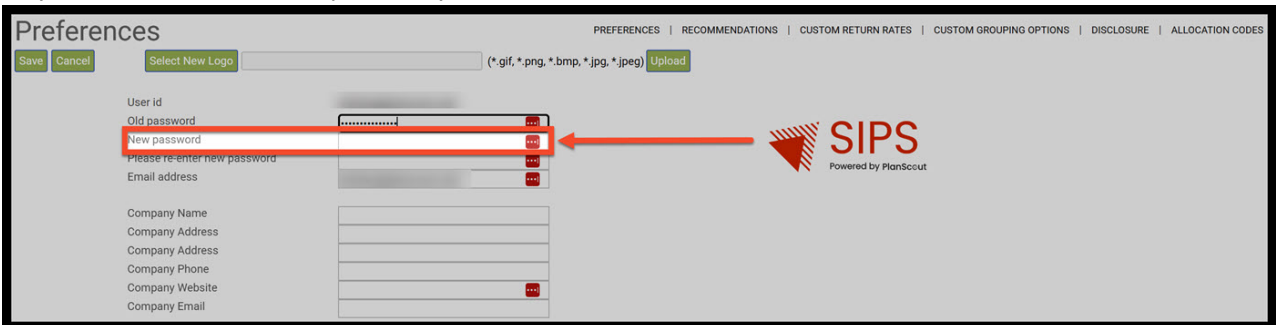 Preferences
PREFERENCES | RECOMMENDATIONS | CUSTOM RETURN RATES | CUSTOM GROUPING OPTIONS | DISCLOSURE | ALLOCATION CODES
Save Cancel Select New Logo (*.gif, *.png, *.bmp, *.jpg, *.jpeg) Upload
User id
Old password
New password
Please re-enter new password
Email address
SIPS
Powered by PlanScout
Company Name
Company Address
Company Address
Company Phone
Company Website
Company Email